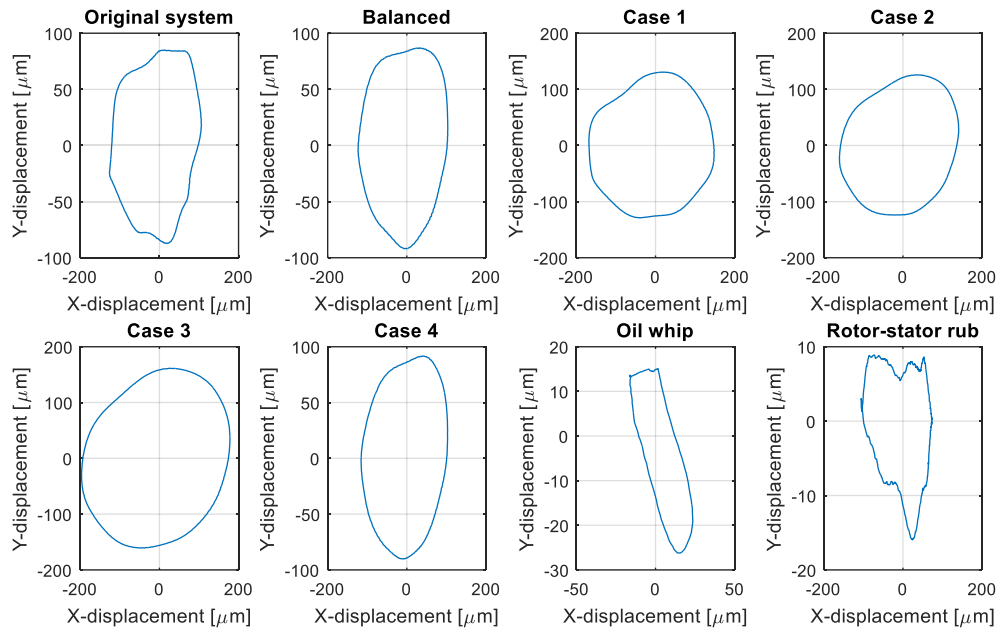 Original system
Balanced
Case 1
Case 2
Y-displacement [μm]
100
50
0
-50
-100
-200
0
200
X-displacement [μm]
Y-displacement [μm]
100
50
0
-50
-100
-200
0
200
X-displacement [μm]
Y-displacement [μm]
200
100
0
-100
-200
-200
0
200
X-displacement [μm]
Y-displacement [μm]
200
100
0
-100
-200
-200
0
200
X-displacement [μm]
Case 3
Case 4
Oil whip
Rotor-stator rub
Y-displacement [μm]
200
100
0
-100
-200
-200
0
200
X-displacement [μm]
Y-displacement [μm]
100
50
0
-50
-100
-200
0
200
X-displacement [μm]
Y-displacement [μm]
20
10
0
-10
-20
-30
-50
0
50
X-displacement [μm]
Y-displacement [μm]
10
0
-10
-20
-200
0
200
X-displacement [μm]